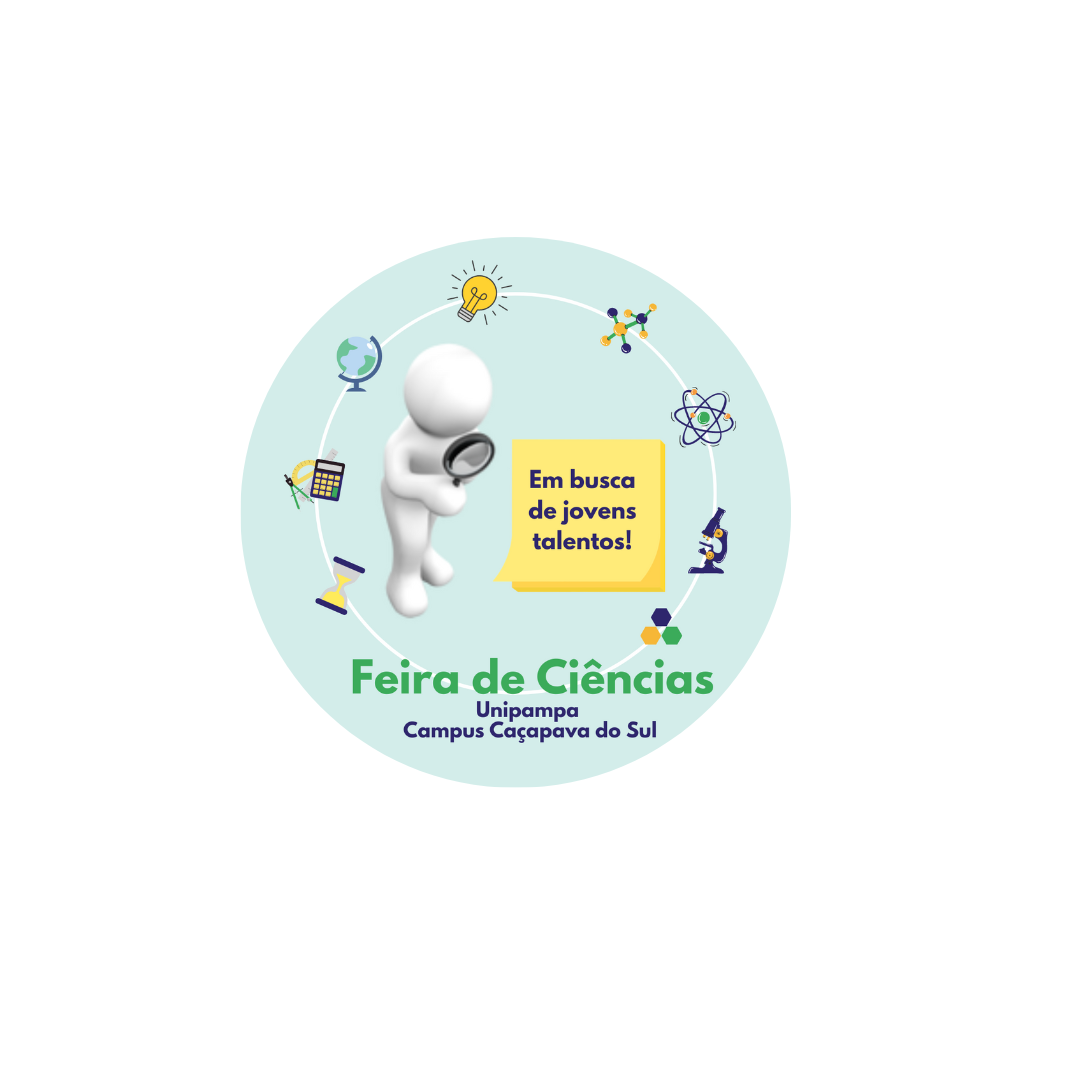 Em busca
de jovens
talentos!
Feira de Ciências
Unipampa
Campus Caçapava do Sul